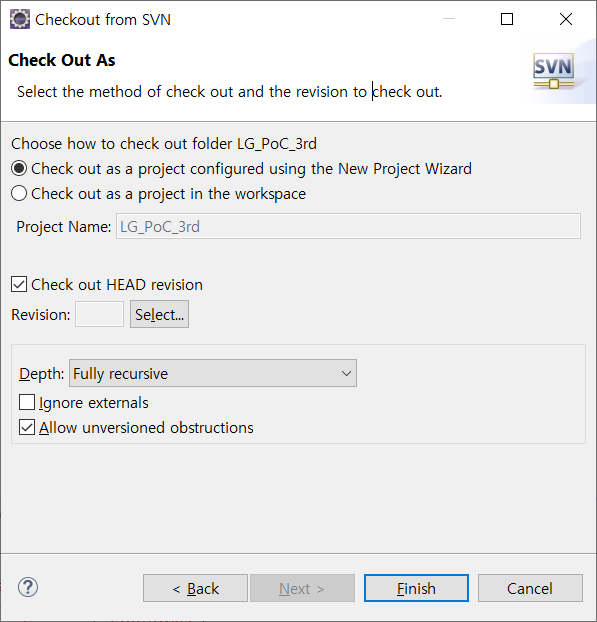 Checkout from SVN
Check Out As
Select the method of check out and the revision to check out.
SVN
Choose how to check out folder LG_PoC_3rd
Check out as a project configured using the New Project Wizard
Check out as a project in the workspace
Project Name: LG_PoC_3rd
Check out HEAD revision
Revision: Select...
Depth: Fully recursive
Ignore externals
Allow unversioned obstructions
? < Back Next > Finish Cancel